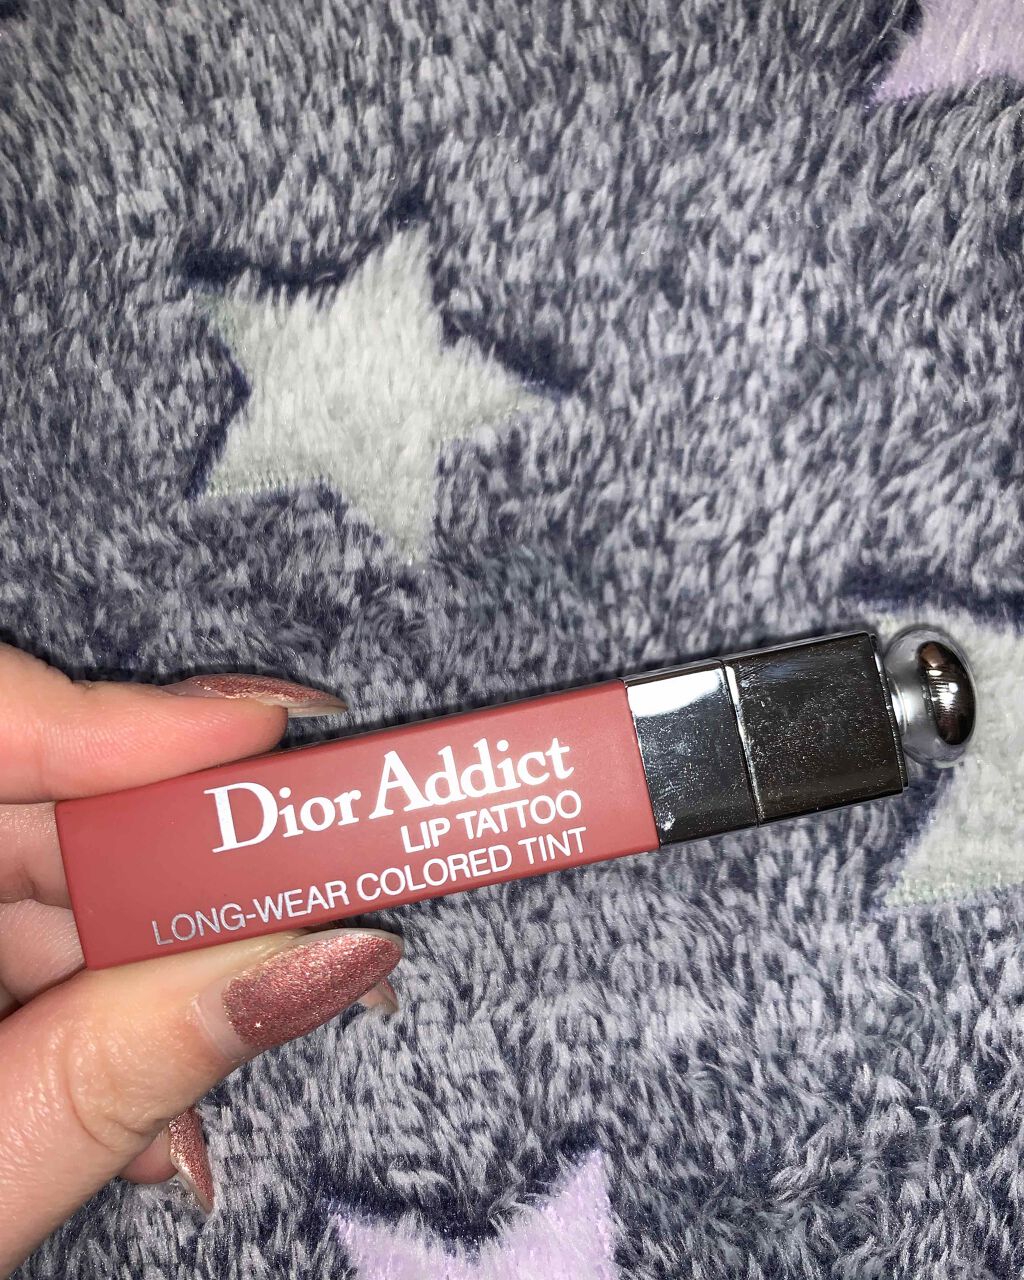 Dior Addict
LIP TATTOO
LONG-WEAR COLORED TINT